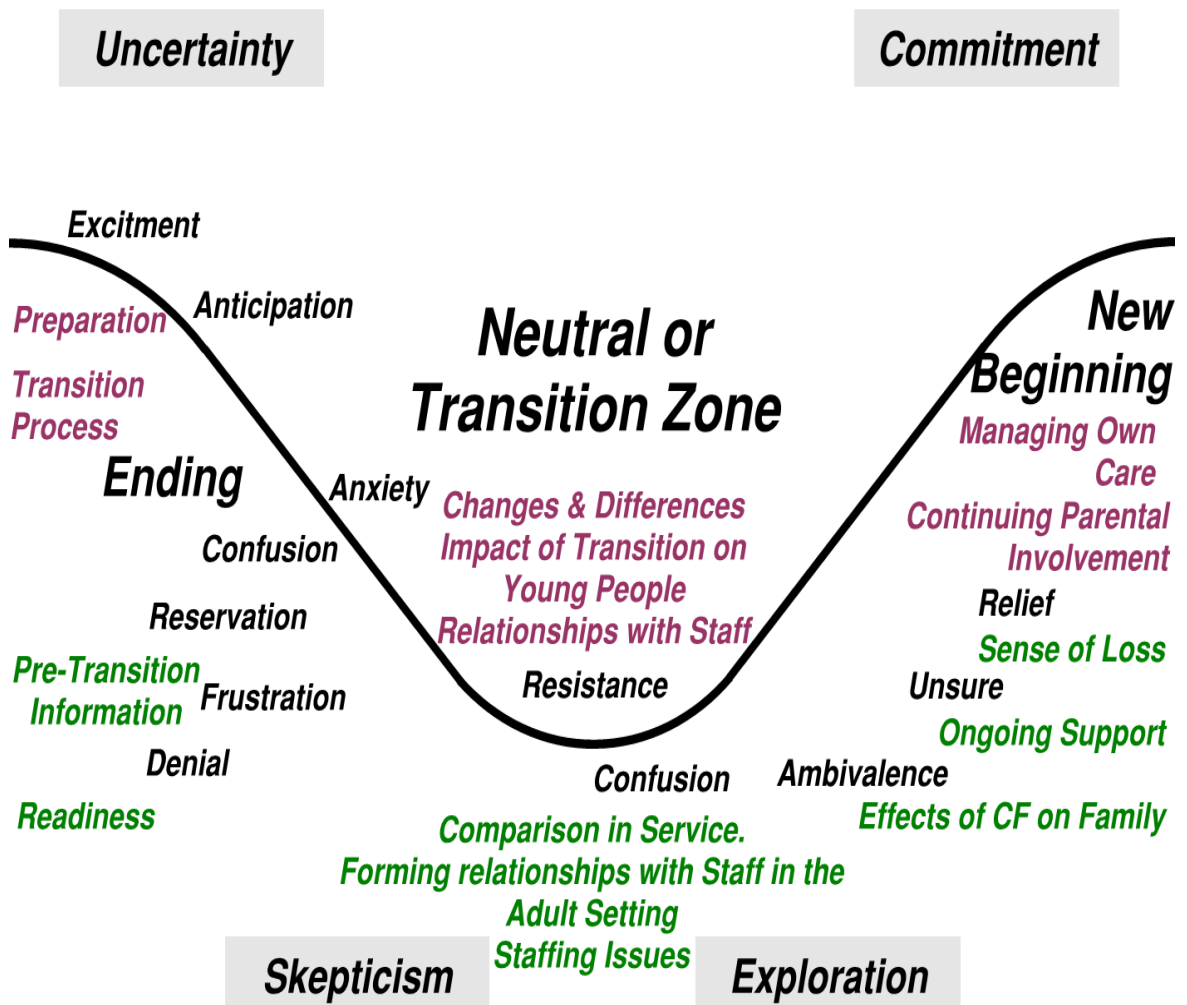 Uncertainty
Commitment
Excitment
Anticipation
Preparation
Transition
Process
Ending
Anxiety
Confusion
Reservation
Pre-Transition
Information
Frustration
Denial
Readiness
Neutral or
Transition Zone
Changes & Differences
Impact of Transition on
Young People
Relationships with Staff
Resistance
Confusion
Comparison in Service.
Forming relationships with Staff in the
Adult Setting
Staffing Issues
New
Beginning
Managing Own
Care
Continuing Parental
Involvement
Relief
Sense of Loss
Unsure
Ongoing Support
Ambivalence
Effects of CF on Family
Skepticism
Exploration